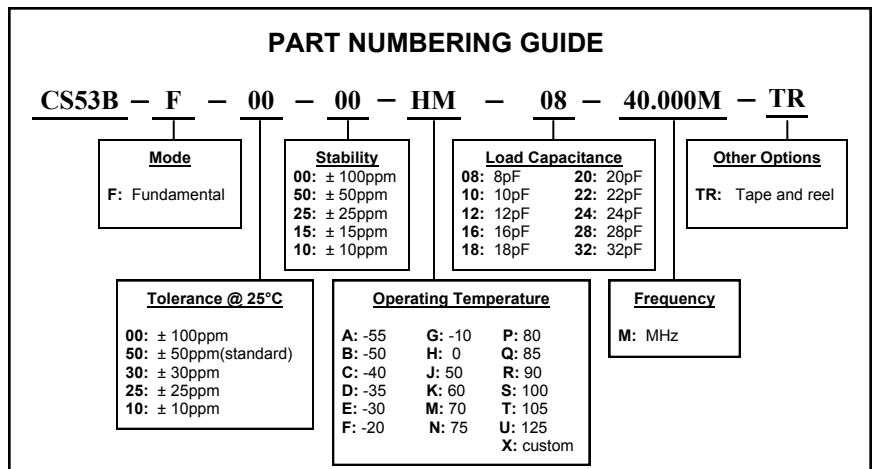 PART NUMBERING GUIDE
CS53B – F – 00 – 00 – HM – 08 – 40.000M – TR
Mode
F: Fundamental
Stability
00: ± 100ppm
50: ± 50ppm
25: ± 25ppm
15: ± 15ppm
10: ± 10ppm
Load Capacitance
08: 8pF 20: 20pF
10: 10pF 22: 22pF
12: 12pF 24: 24pF
16: 16pF 28: 28pF
18: 18pF 32: 32pF
Other Options
TR: Tape and reel
Tolerance @ 25°C
00: ± 100ppm
50: ± 50ppm(standard)
30: ± 30ppm
25: ± 25ppm
10: ± 10ppm
Operating Temperature
A: -55 G: -10 P: 80
B: -50 H: 0 Q: 85
C: -40 J: 50 R: 90
D: -35 K: 60 S: 100
E: -30 M: 70 T: 105
F: -20 N: 75 U: 125
X: custom
Frequency
M: MHz